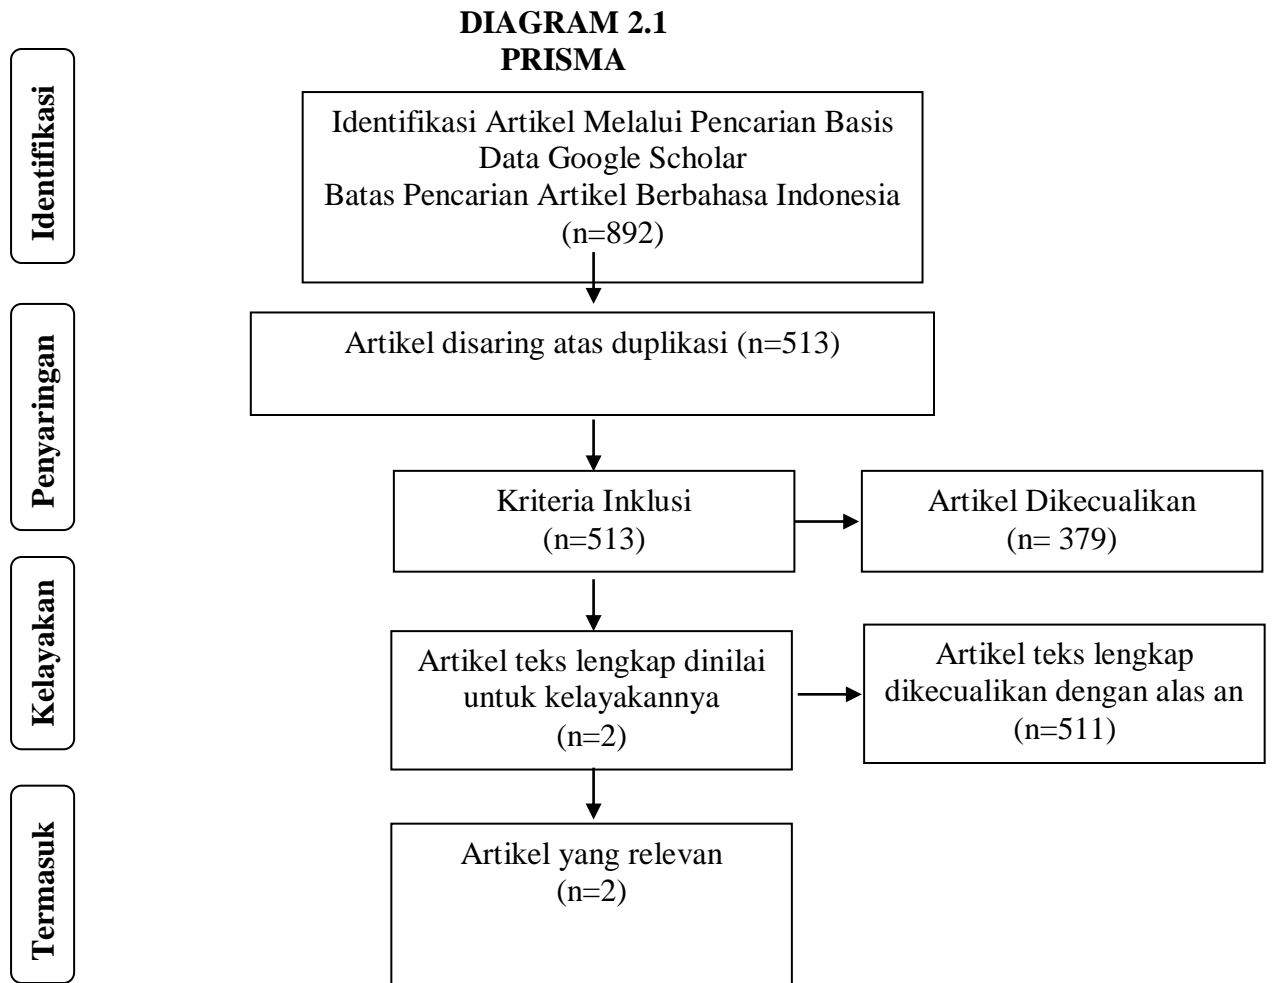 DIAGRAM 2.1
PRISMA
Identifikasi
Identifikasi Artikel Melalui Pencarian Basis
Data Google Scholar
Batas Pencarian Artikel Berbahasa Indonesia
(n=892)
Penyaringan
Artikel disaring atas duplikasi (n=513)
Kriteria Inklusi
(n=513)
Artikel Dikecualikan
(n= 379)
Kelayakan
Artikel teks lengkap dinilai
untuk kelayakannya
(n=2)
Artikel teks lengkap
dikecualikan dengan alas an
(n=511)
Termasuk
Artikel yang relevan
(n=2)